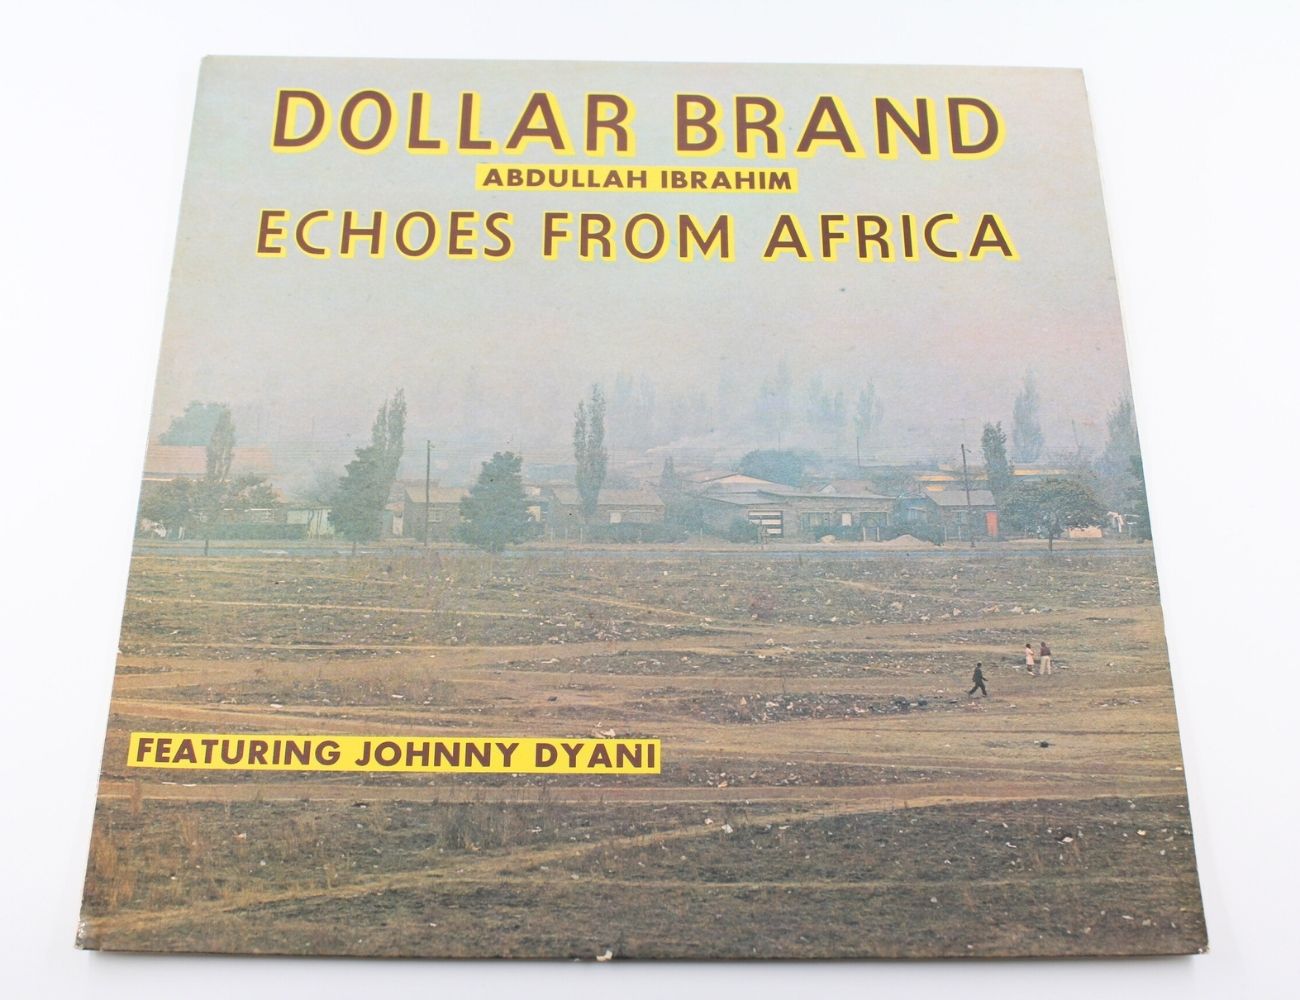 DOLLAR BRAND
ABDULLAH IBRAHIM
ECHOES FROM AFRICA
FEATURING JOHNNY DYANI